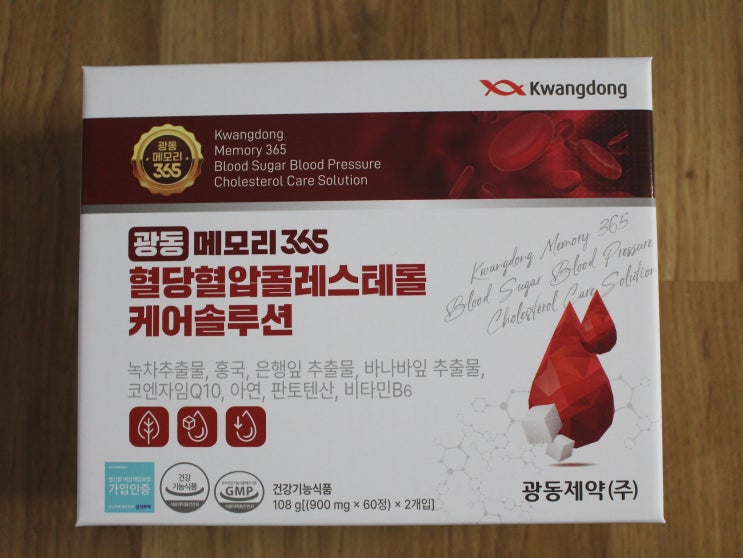 Kwangdong
광동
메모리
365
Kwangdong
Memory 365
Blood Sugar Blood Pressure
Cholesterol Care Solution
광동 메모리 365
혈당혈압콜레스테롤
케어솔루션
Kwangdong Memory 365
Blood Sugar Blood Pressure
Cholesterol Care Solution
녹차추출물, 홍국, 은행잎 추출물, 바나바잎 추출물,
코엔자임Q10, 아연, 판토텐산, 비타민B6
가입인증
건강
기능식품
GMP
건강기능식품
108 g[(900 mg × 60정) × 2개입]
광동제약(주)